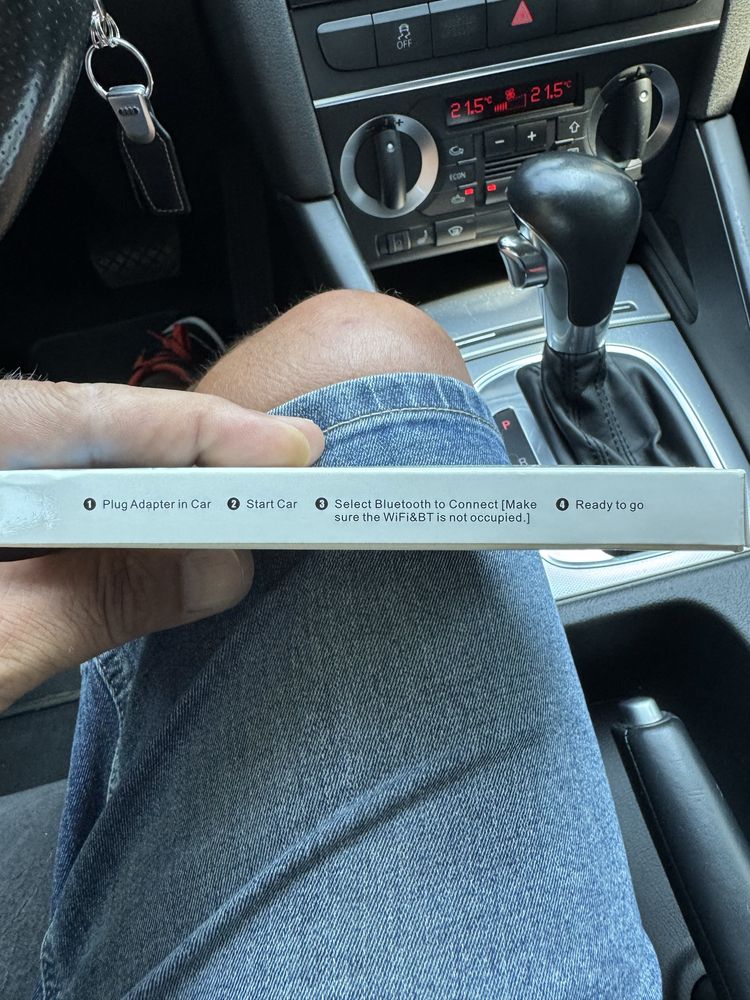 OFF
21.5°C 21.5°C
- +
ECON
P
R
❶ Plug Adapter in Car ❷ Start Car ❸ Select Bluetooth to Connect [Make
sure the WiFi&BT is not occupied.]
❹ Ready to go